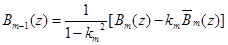 B_{m-1}(z) = \frac{1}{1-k_m^2}[B_m(z) - k_m \overline{B}_m(z)]